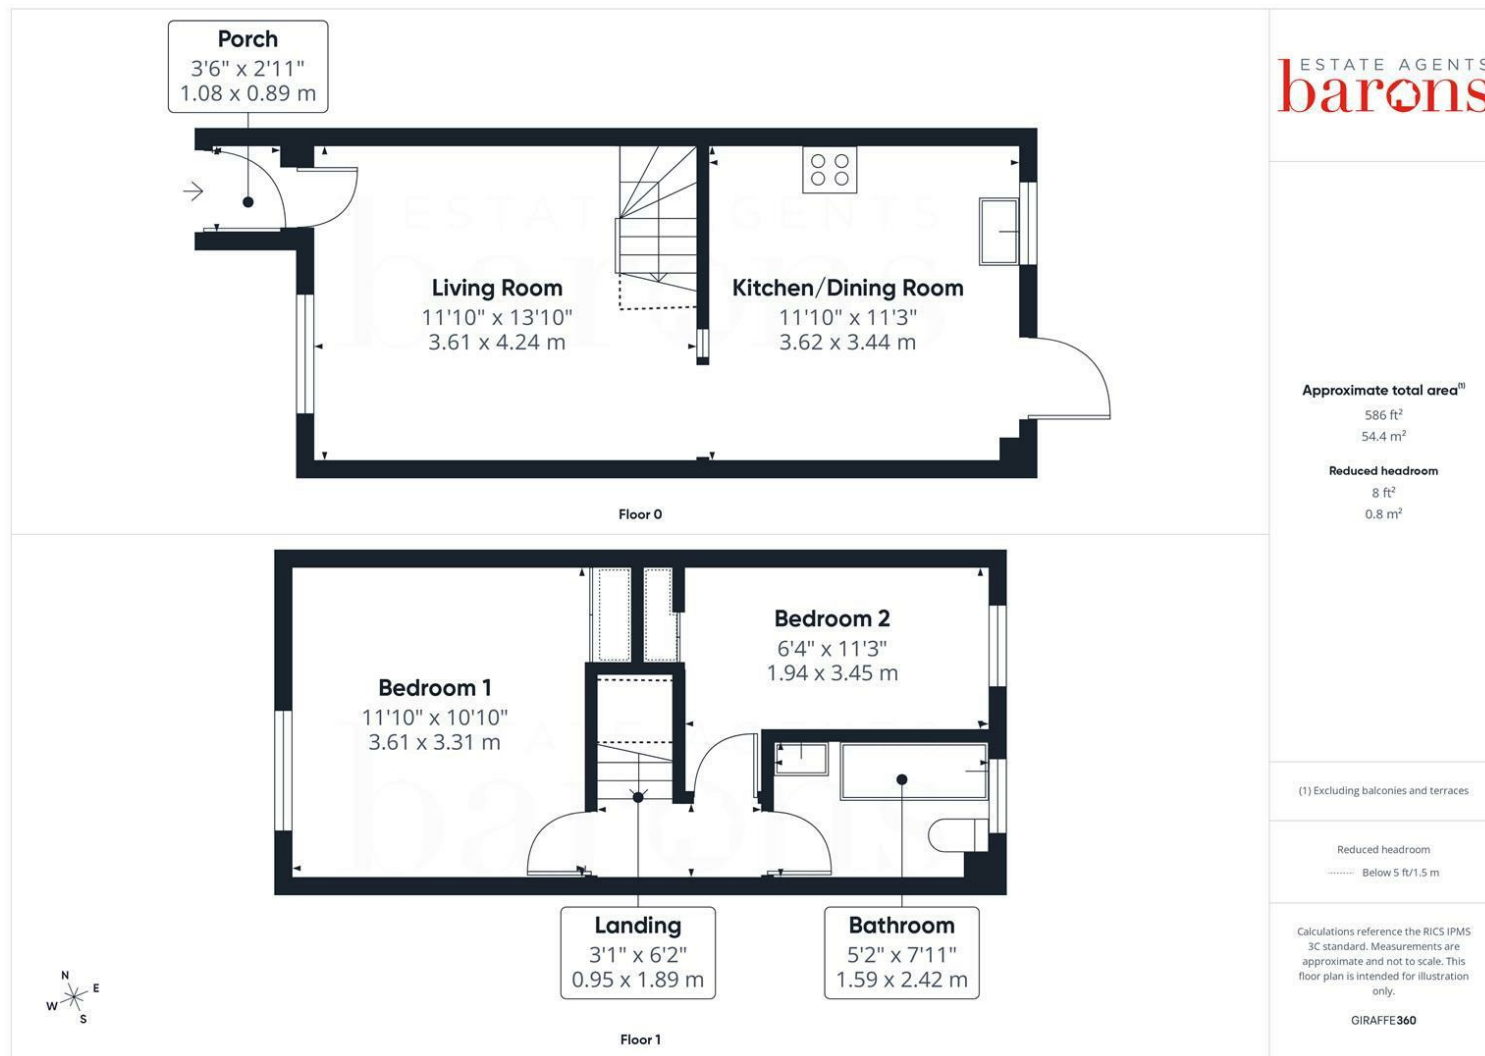 Porch
3'6" x 2'11"
1.08 x 0.89 m
Living Room
11'10" x 13'10"
3.61 x 4.24 m
Kitchen/Dining Room
11'10" x 11'3"
3.62 x 3.44 m
Floor 0
Bedroom 1
11'10" x 10'10"
3.61 x 3.31 m
Bedroom 2
6'4" x 11'3"
1.94 x 3.45 m
Landing
3'1" x 6'2"
0.95 x 1.89 m
Bathroom
5'2" x 7'11"
1.59 x 2.42 m
Floor 1
N
E
W
S
ESTATE AGENTS
barons
ESTATE AGENTS
barons
Approximate total area(1)
586 ft²
54.4 m²
Reduced headroom
8 ft²
0.8 m²
(1) Excluding balconies and terraces
Reduced headroom
Below 5 ft/1.5 m
Calculations reference the RICS IPMS
3C standard. Measurements are
approximate and not to scale. This
floor plan is intended for illustration
only.
GIRAFFE360